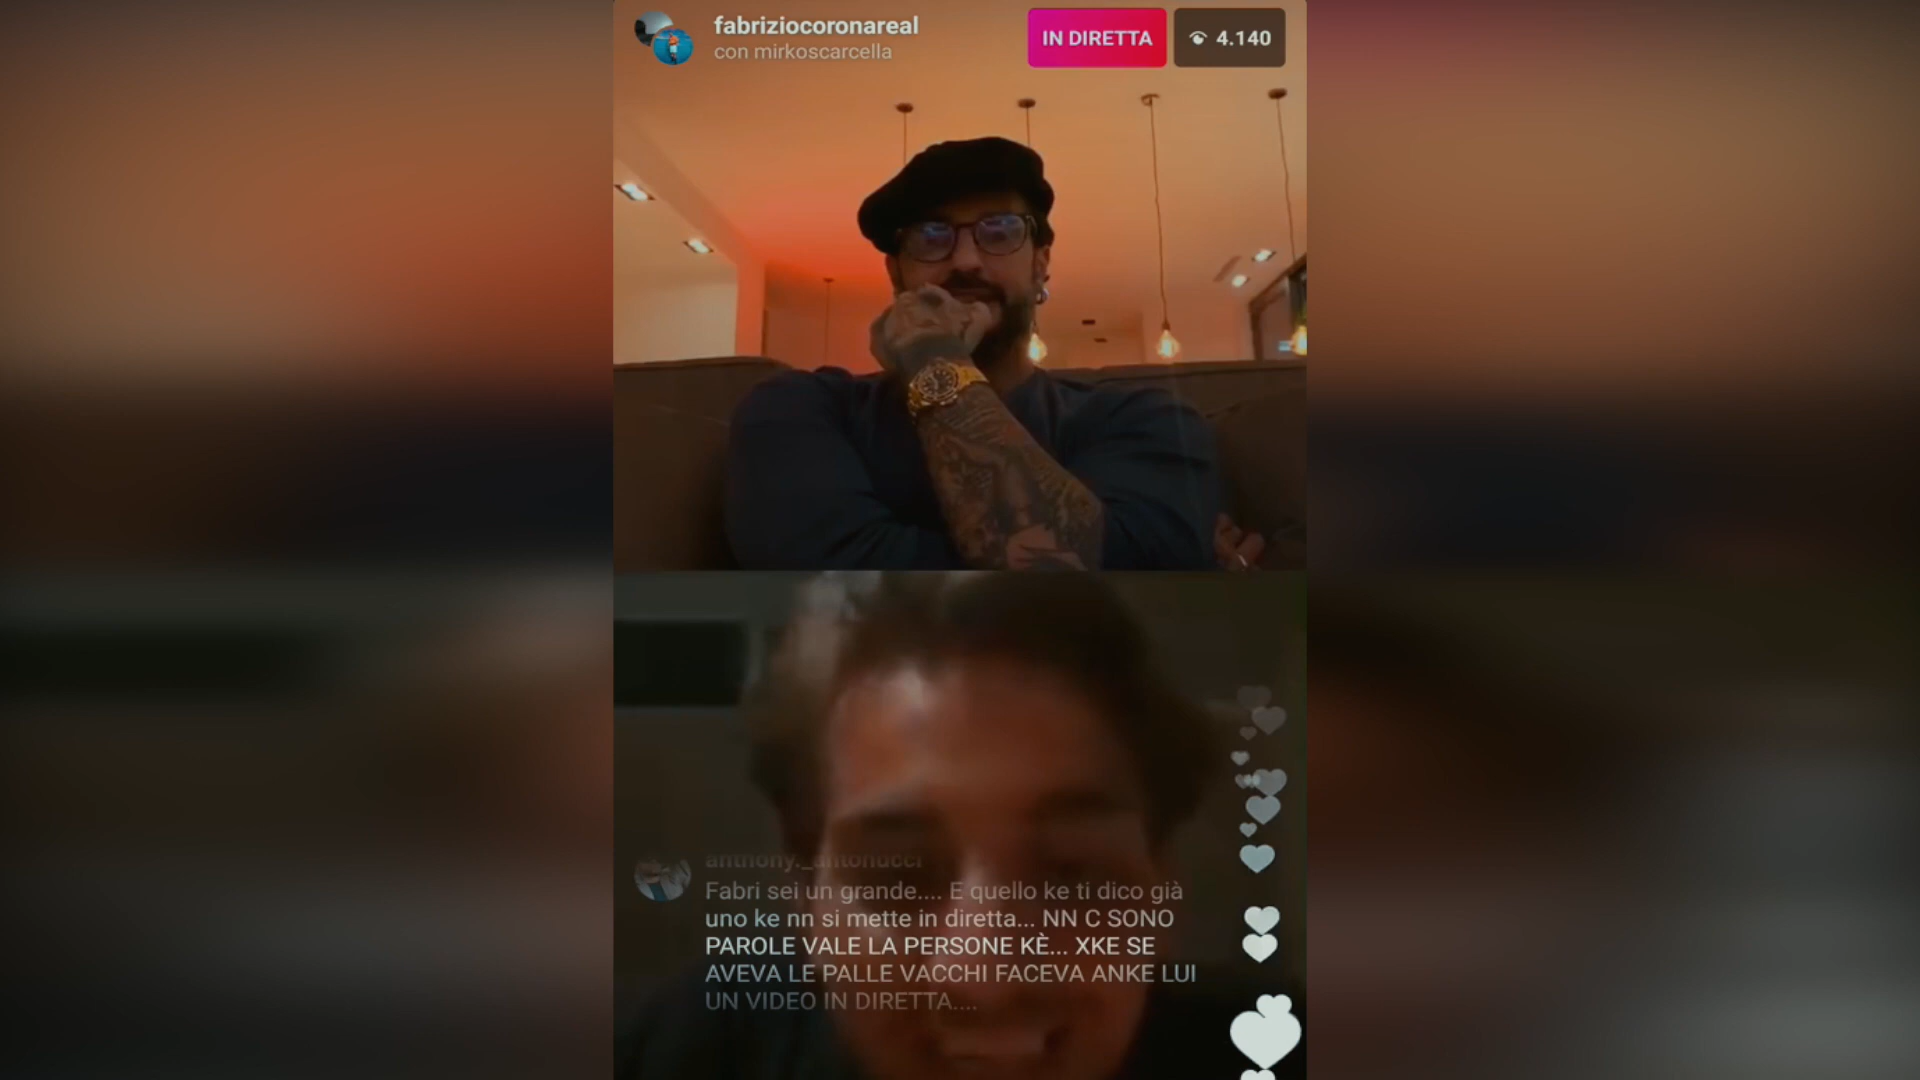 fabriziocoronareal
con mirkoscarcella
IN DIRETTA
4.140
anthony._antonucci
Fabri sei un grande.... E quello ke ti dico già
uno ke nn si mette in diretta... NN C SONO
PAROLE VALE LA PERSONE KÈ... XKE SE
AVEVA LE PALLE VACCHI FACEVA ANKE LUI
UN VIDEO IN DIRETTA....